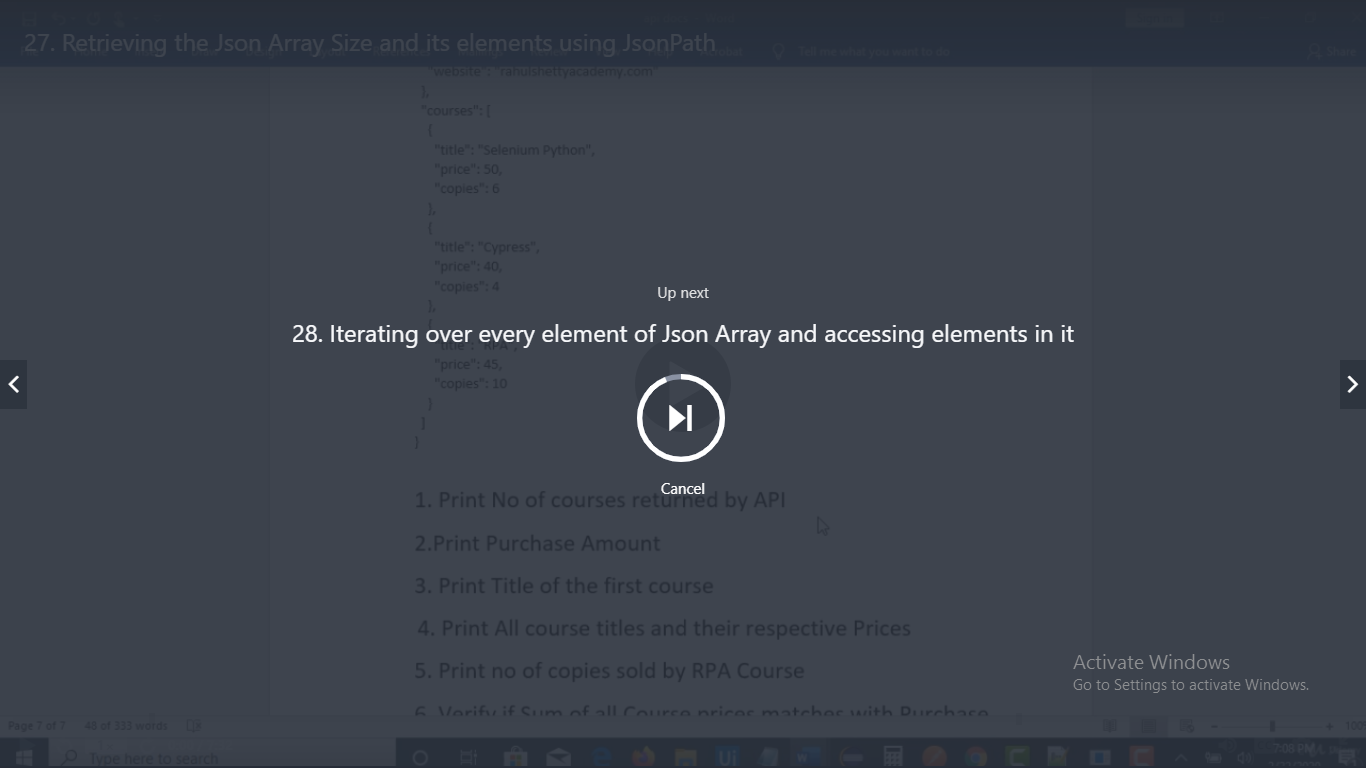 27. Retrieving the Json Array Size and its elements using JsonPath
Tell me what you want to do
Share
"website": "rahulshettyacademy.com"
},
"courses": [
{
"title": "Selenium Python",
"price": 50,
"copies": 6
},
{
"title": "Cypress",
"price": 40,
"copies": 4
},
Up next
28. Iterating over every element of Json Array and accessing elements in it
{
"title": "RPA",
"price": 45,
"copies": 10
}
]
}
Cancel
1. Print No of courses returned by API
2.Print Purchase Amount
3. Print Title of the first course
4. Print All course titles and their respective Prices
5. Print no of copies sold by RPA Course
6. Verify if Sum of all Course prices matches with Purchase
Activate Windows
Go to Settings to activate Windows.
Page 7 of 7 48 of 333 words
Type here to search
7:08 PM